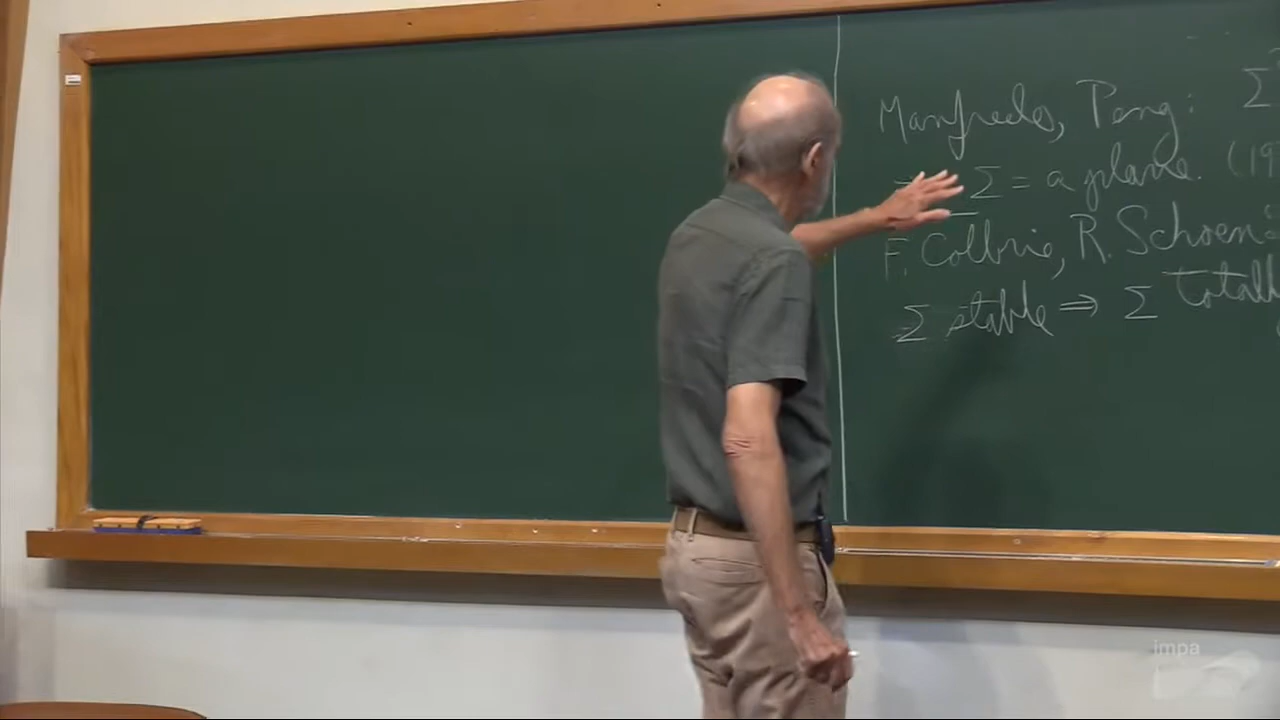 Manfredo, Peng: Σ
⇒ Σ = a plane. (19
F. Colbrie, R. Schoen:
Σ stable ⇒ Σ totall
impa